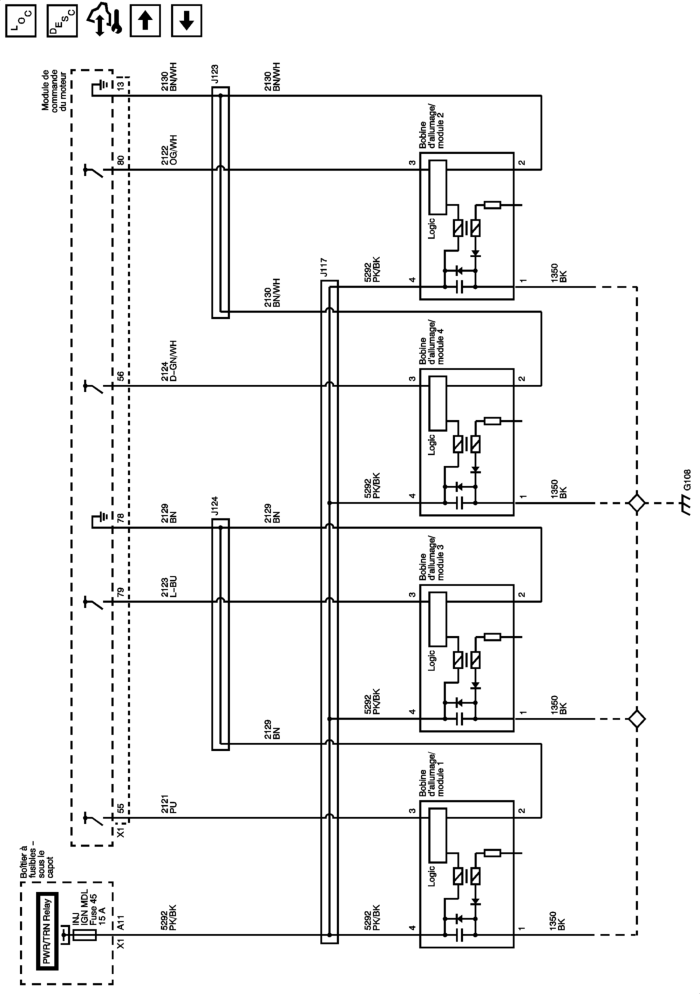 LOC
DESC
Boîtier à
fusibles –
sous le
capot
PWR/TRN Relay
INJ
IGN MDL
Fuse 45
15 A
X1
A11
Module de
commande
du moteur
X1
55
79
78
56
80
13
5292
PK/BK
2121
PU
2123
L–BU
2129
BN
2124
D–GN/WH
2122
OG/WH
2130
BN/WH
J124
J123
2129
BN
2129
BN
2130
BN/WH
2130
BN/WH
J117
5292
PK/BK
5292
PK/BK
5292
PK/BK
Bobine
d'allumage/
module 1
4
3
Logic
1
2
Bobine
d'allumage/
module 3
4
3
Logic
1
2
Bobine
d'allumage/
module 4
4
3
Logic
1
2
Bobine
d'allumage/
module 2
4
3
Logic
1
2
1350
BK
1350
BK
1350
BK
1350
BK
G108